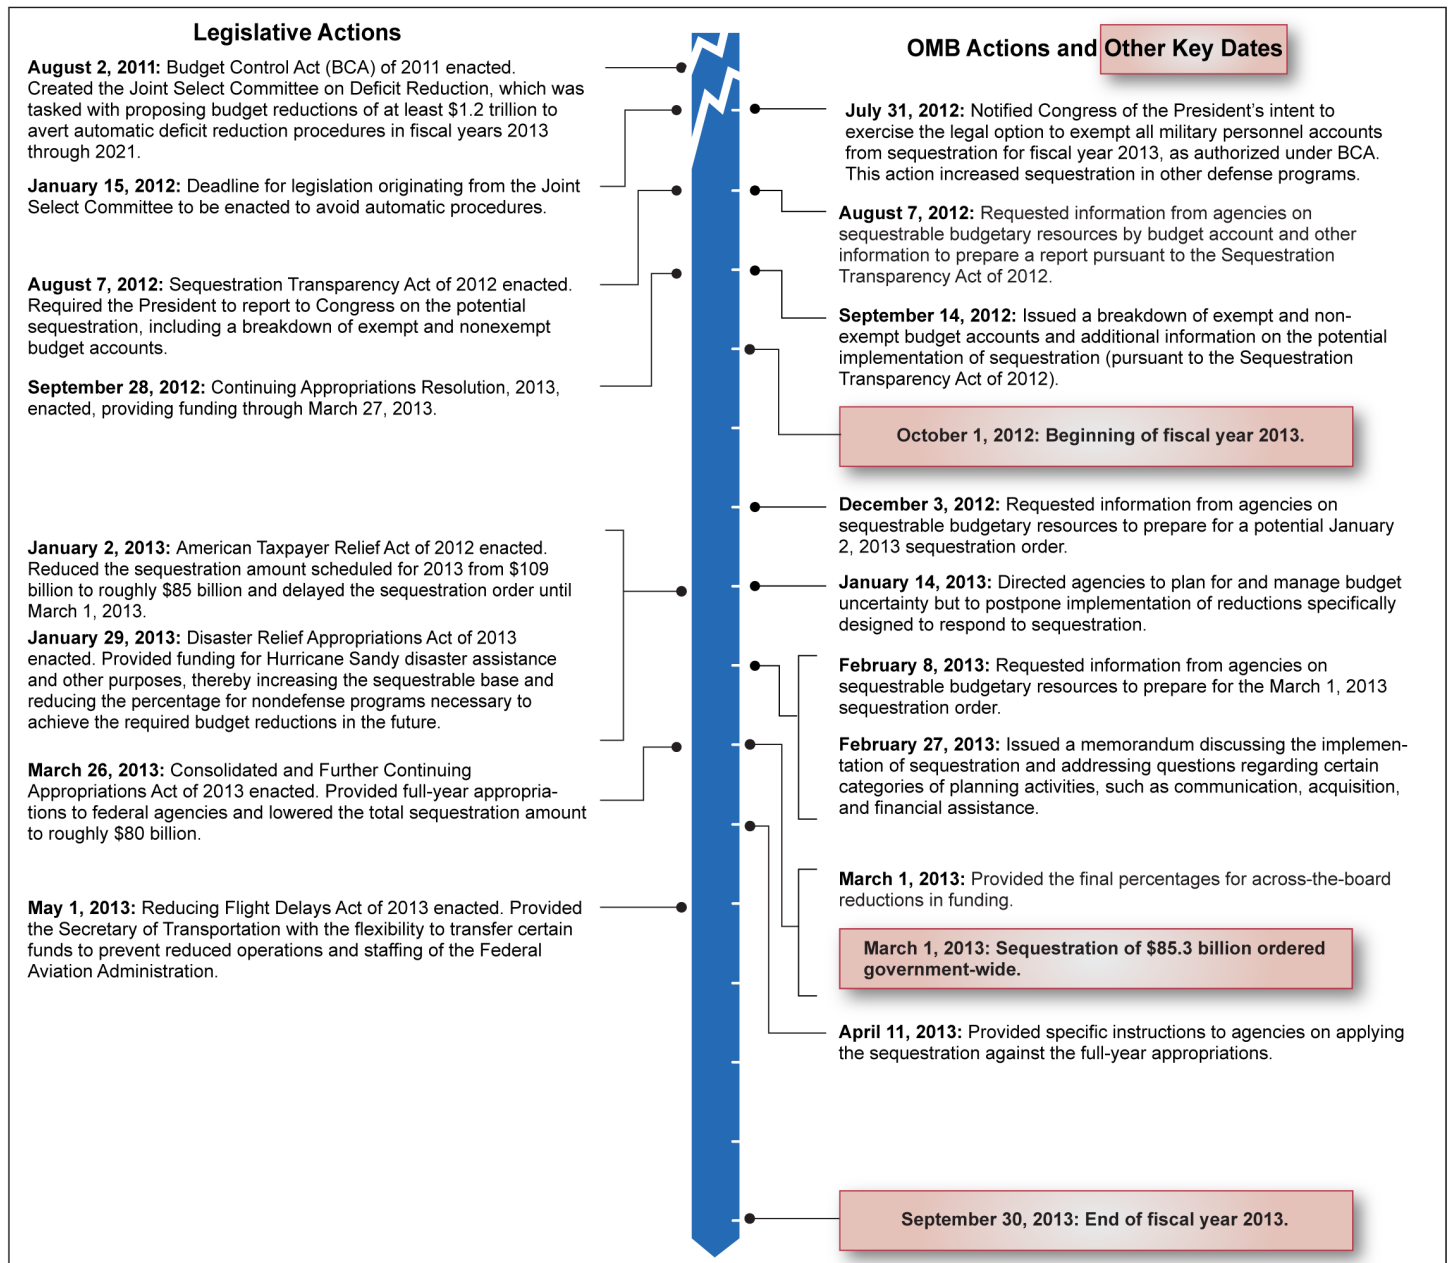 Legislative Actions
August 2, 2011: Budget Control Act (BCA) of 2011 enacted.
Created the Joint Select Committee on Deficit Reduction, which was
tasked with proposing budget reductions of at least $1.2 trillion to
avert automatic deficit reduction procedures in fiscal years 2013
through 2021.
January 15, 2012: Deadline for legislation originating from the Joint
Select Committee to be enacted to avoid automatic procedures.
August 7, 2012: Sequestration Transparency Act of 2012 enacted.
Required the President to report to Congress on the potential
sequestration, including a breakdown of exempt and nonexempt
budget accounts.
September 28, 2012: Continuing Appropriations Resolution, 2013,
enacted, providing funding through March 27, 2013.
January 2, 2013: American Taxpayer Relief Act of 2012 enacted.
Reduced the sequestration amount scheduled for 2013 from $109
billion to roughly $85 billion and delayed the sequestration order until
March 1, 2013.
January 29, 2013: Disaster Relief Appropriations Act of 2013
enacted. Provided funding for Hurricane Sandy disaster assistance
and other purposes, thereby increasing the sequestrable base and
reducing the percentage for nondefense programs necessary to
achieve the required budget reductions in the future.
March 26, 2013: Consolidated and Further Continuing
Appropriations Act of 2013 enacted. Provided full-year appropria-
tions to federal agencies and lowered the total sequestration amount
to roughly $80 billion.
May 1, 2013: Reducing Flight Delays Act of 2013 enacted. Provided
the Secretary of Transportation with the flexibility to transfer certain
funds to prevent reduced operations and staffing of the Federal
Aviation Administration.
OMB Actions and Other Key Dates
July 31, 2012: Notified Congress of the President's intent to
exercise the legal option to exempt all military personnel accounts
from sequestration for fiscal year 2013, as authorized under BCA.
This action increased sequestration in other defense programs.
August 7, 2012: Requested information from agencies on
sequestrable budgetary resources by budget account and other
information to prepare a report pursuant to the Sequestration
Transparency Act of 2012.
September 14, 2012: Issued a breakdown of exempt and non-
exempt budget accounts and additional information on the potential
implementation of sequestration (pursuant to the Sequestration
Transparency Act of 2012).
October 1, 2012: Beginning of fiscal year 2013.
December 3, 2012: Requested information from agencies on
sequestrable budgetary resources to prepare for a potential January
2, 2013 sequestration order.
January 14, 2013: Directed agencies to plan for and manage budget
uncertainty but to postpone implementation of reductions specifically
designed to respond to sequestration.
February 8, 2013: Requested information from agencies on
sequestrable budgetary resources to prepare for the March 1, 2013
sequestration order.
February 27, 2013: Issued a memorandum discussing the implemen-
tation of sequestration and addressing questions regarding certain
categories of planning activities, such as communication, acquisition,
and financial assistance.
March 1, 2013: Provided the final percentages for across-the-board
reductions in funding.
March 1, 2013: Sequestration of $85.3 billion ordered
government-wide.
April 11, 2013: Provided specific instructions to agencies on applying
the sequestration against the full-year appropriations.
September 30, 2013: End of fiscal year 2013.